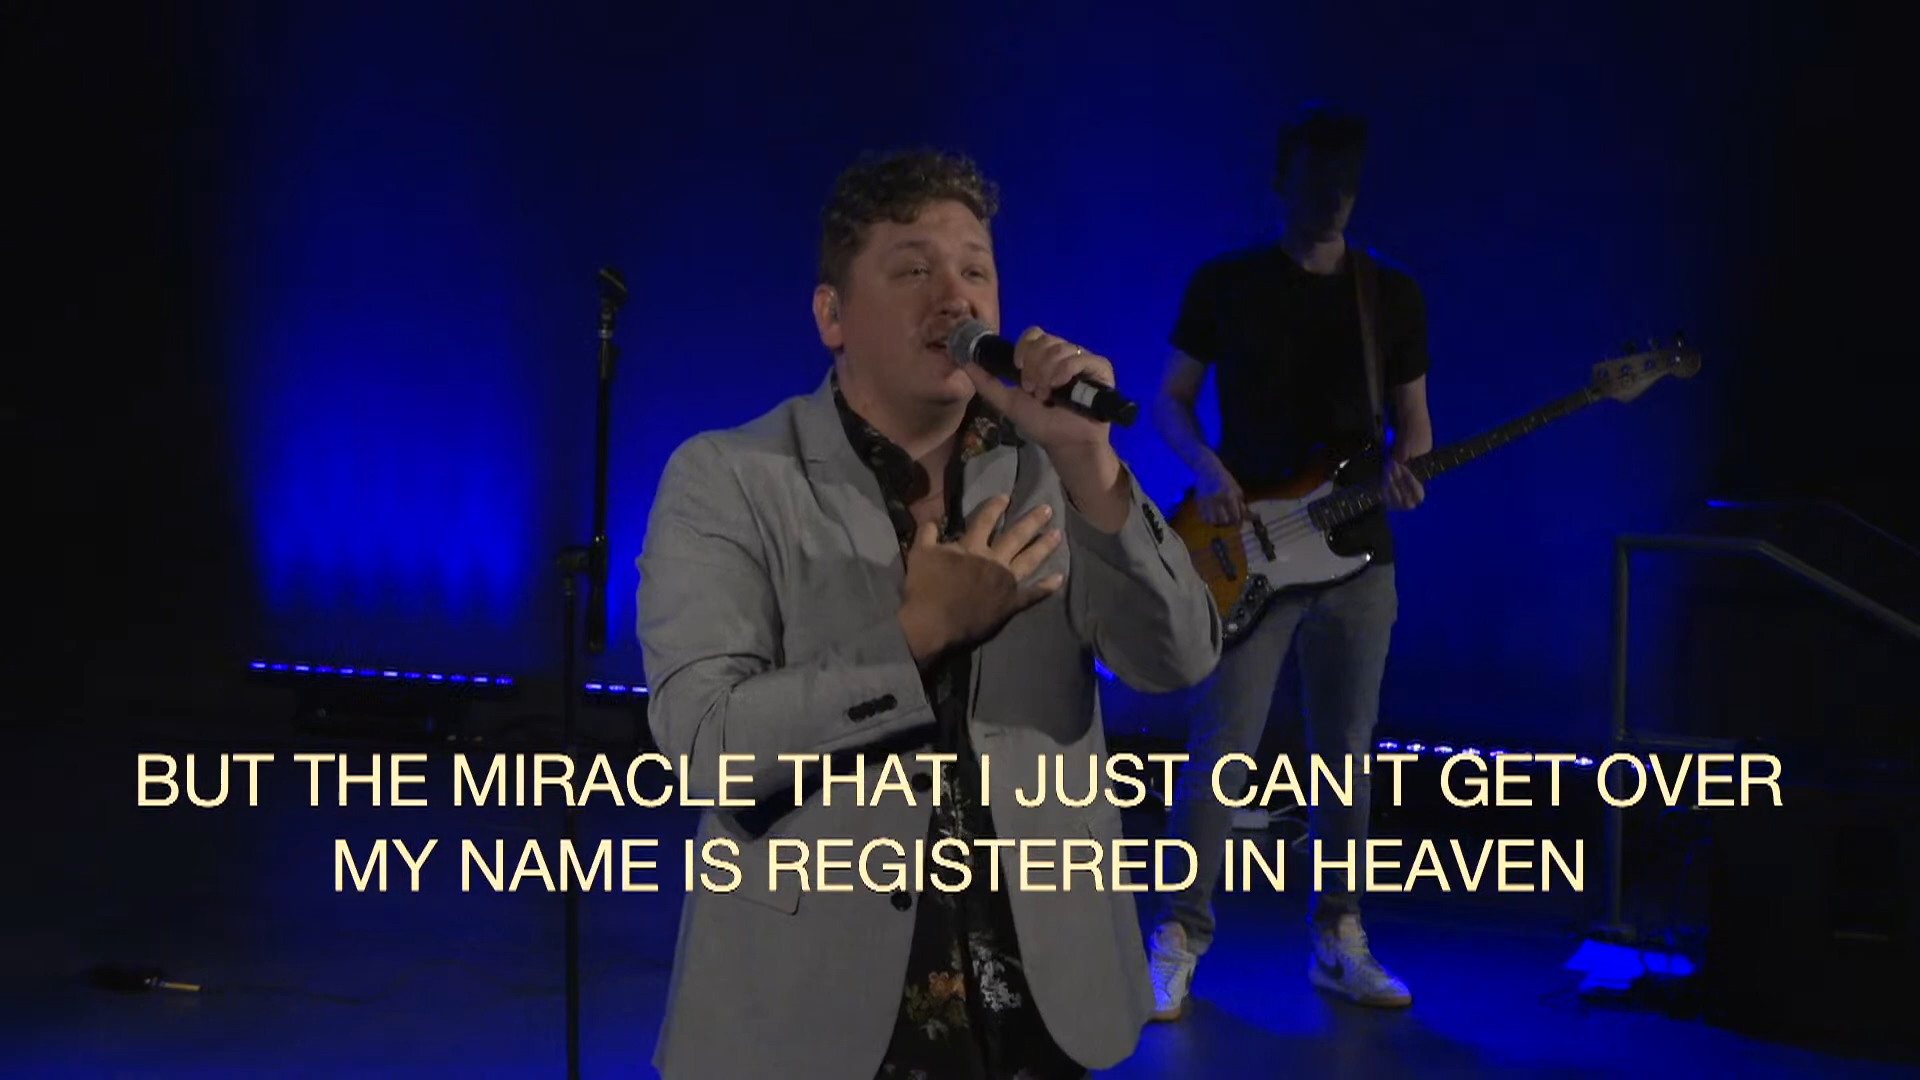 BUT THE MIRACLE THAT I JUST CAN'T GET OVER
MY NAME IS REGISTERED IN HEAVEN